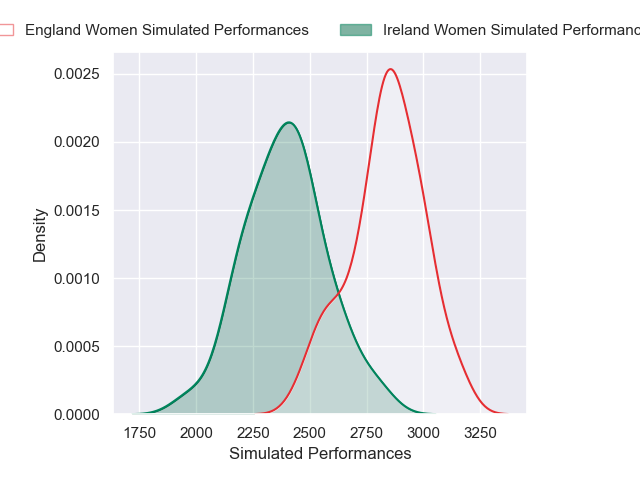 England Women Simulated Performances
Ireland Women Simulated Performanc
0.0025
0.0020
0.0015
0.0010
0.0005
0.0000
Density
1750 2000 2250 2500 2750 3000 3250
Simulated Performances